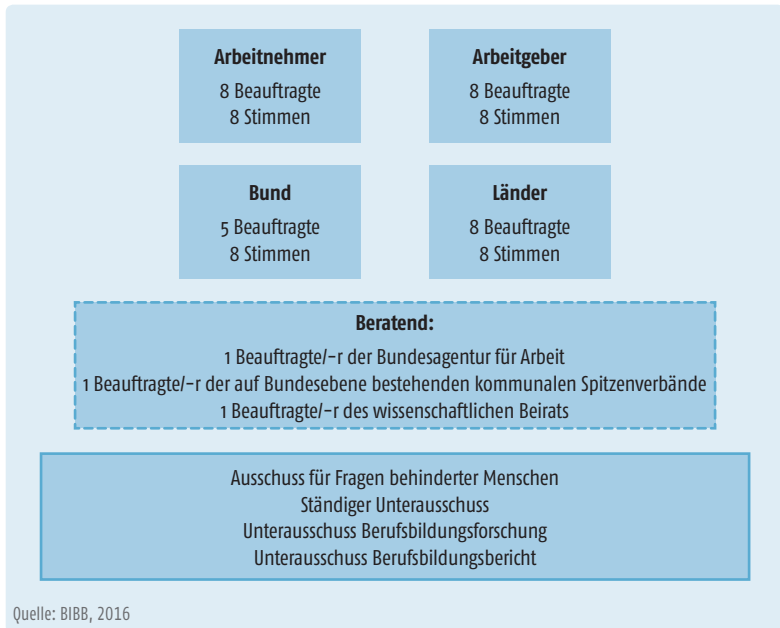 Arbeitnehmer
8 Beauftragte
8 Stimmen
Arbeitgeber
8 Beauftragte
8 Stimmen
Bund
5 Beauftragte
8 Stimmen
Länder
8 Beauftragte
8 Stimmen
Beratend:
1 Beauftragte/-r der Bundesagentur für Arbeit
1 Beauftragte/-r der auf Bundesebene bestehenden kommunalen Spitzenverbände
1 Beauftragte/-r des wissenschaftlichen Beirats
Ausschuss für Fragen behinderter Menschen
Ständiger Unterausschuss
Unterausschuss Berufsbildungsforschung
Unterausschuss Berufsbildungsbericht
Quelle: BIBB, 2016